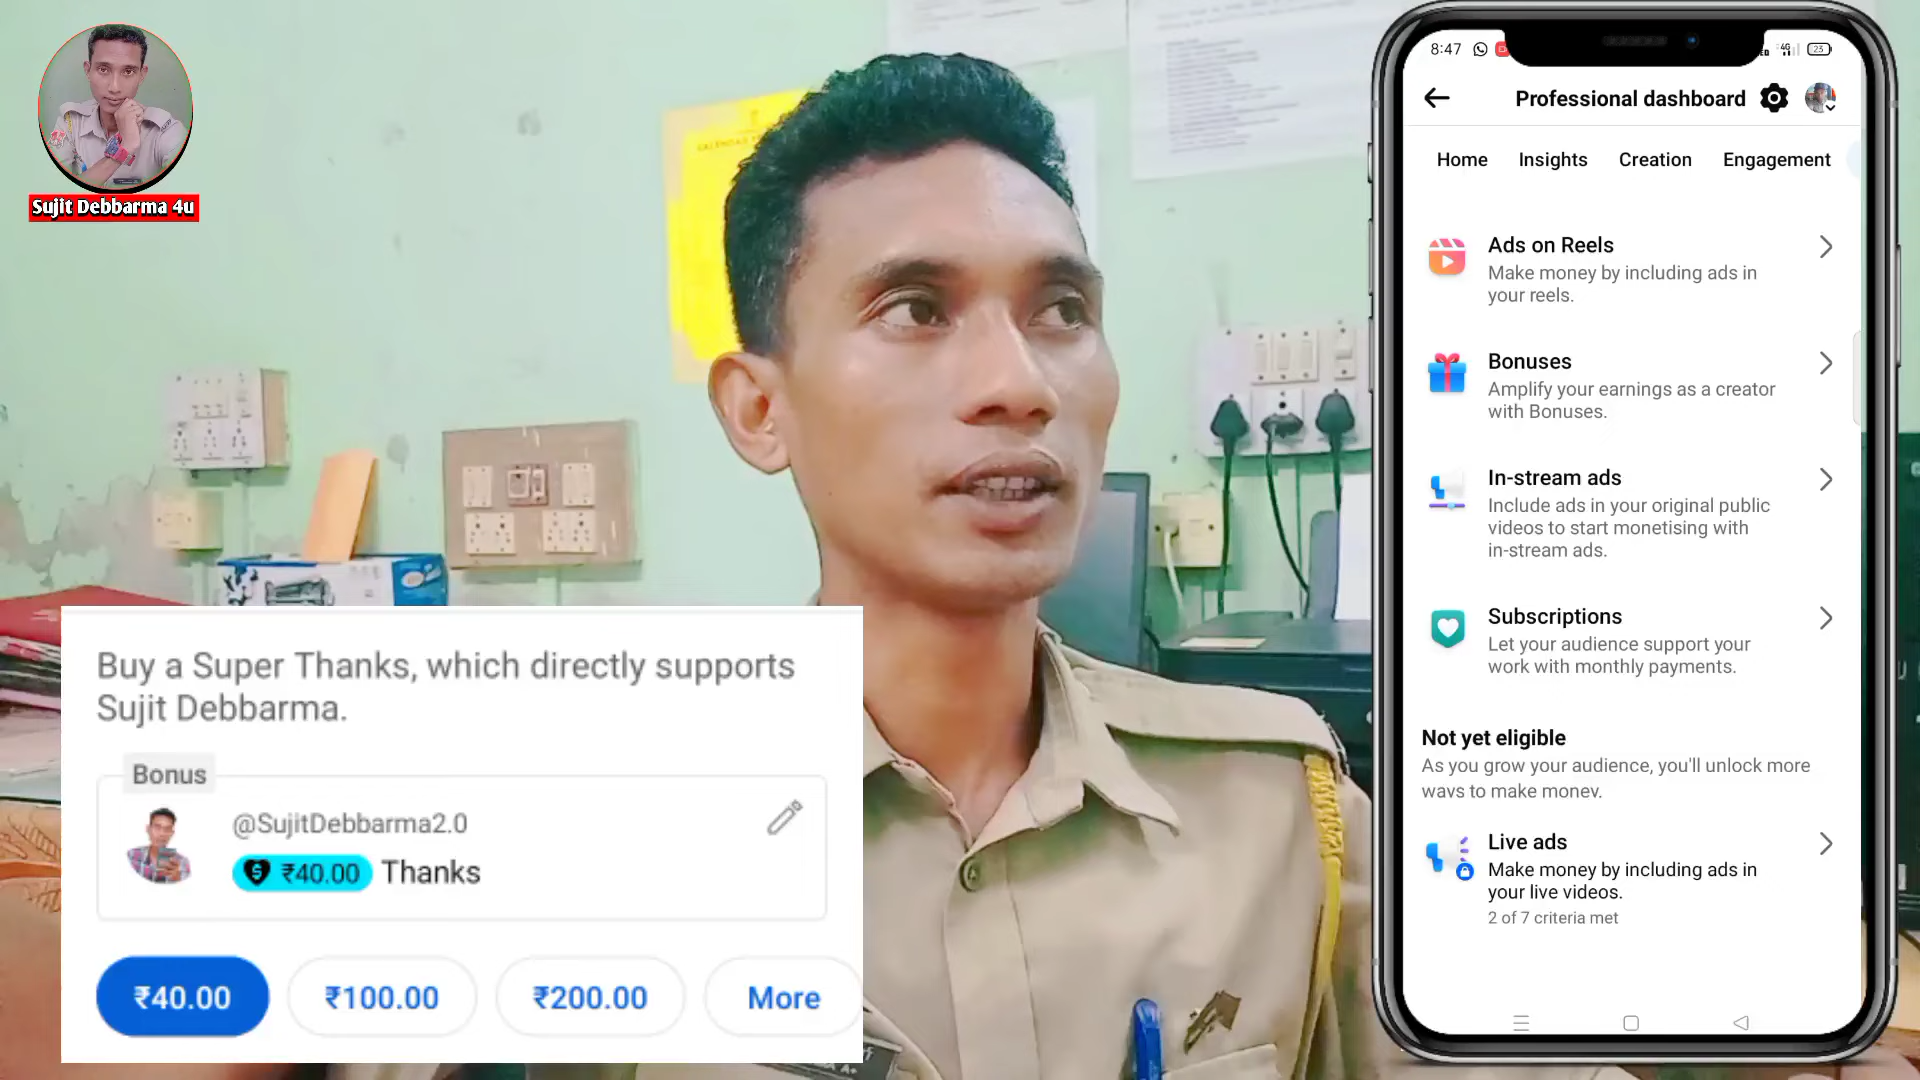 Sujit Debbarma 4u
Buy a Super Thanks, which directly supports
Sujit Debbarma.
Bonus
@SujitDebbarma2.0
₹40.00 Thanks
₹40.00
₹100.00
₹200.00
More
8:47
4G
23
Professional dashboard
Home
Insights
Creation
Engagement
Ads on Reels
Make money by including ads in
your reels.
Bonuses
Amplify your earnings as a creator
with Bonuses.
In-stream ads
Include ads in your original public
videos to start monetising with
in-stream ads.
Subscriptions
Let your audience support your
work with monthly payments.
Not yet eligible
As you grow your audience, you'll unlock more
ways to make money.
Live ads
Make money by including ads in
your live videos.
2 of 7 criteria met